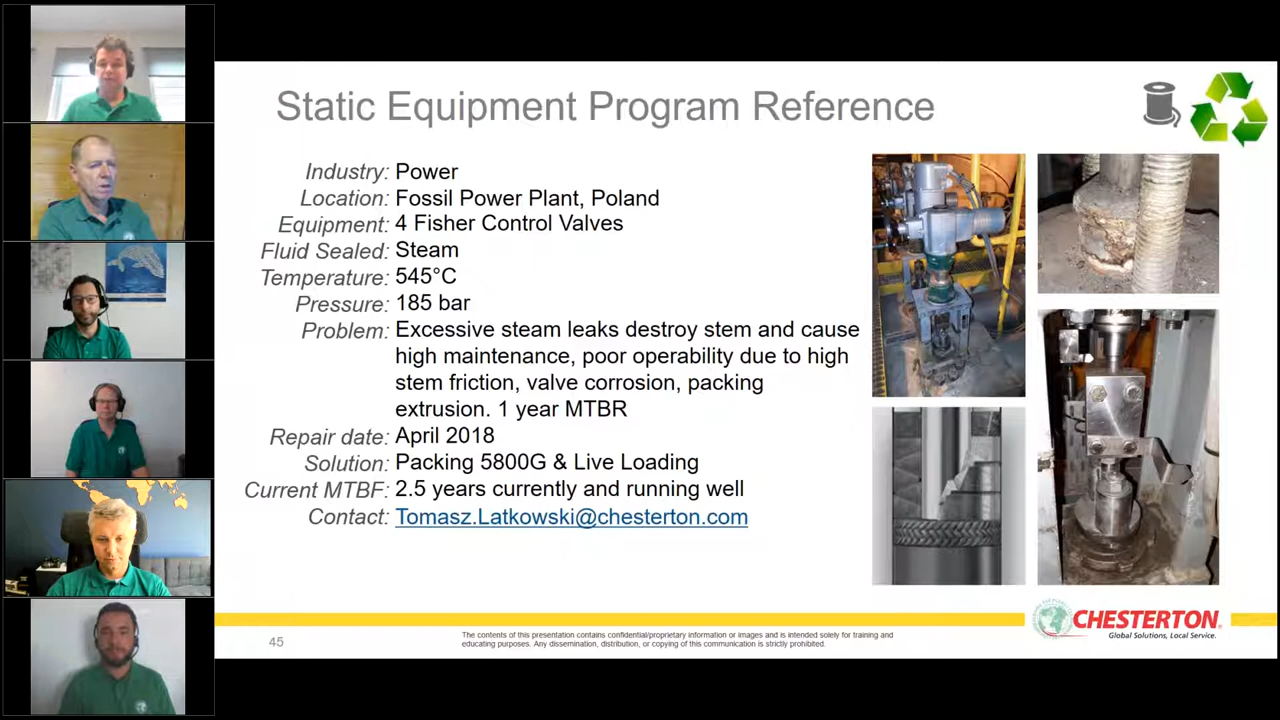 Static Equipment Program Reference
Industry: Power
Location: Fossil Power Plant, Poland
Equipment: 4 Fisher Control Valves
Fluid Sealed: Steam
Temperature: 545°C
Pressure: 185 bar
Problem: Excessive steam leaks destroy stem and cause
high maintenance, poor operability due to high
stem friction, valve corrosion, packing
extrusion. 1 year MTBR
Repair date: April 2018
Solution: Packing 5800G & Live Loading
Current MTBF: 2.5 years currently and running well
Contact: Tomasz.Latkowski@chesterton.com
CHESTERTON
Global Solutions, Local Service.
45
The contents of this presentation contains confidential/proprietary information or images and is intended solely for training and
educating purposes. Any dissemination, distribution, or copying of this communication is strictly prohibited.